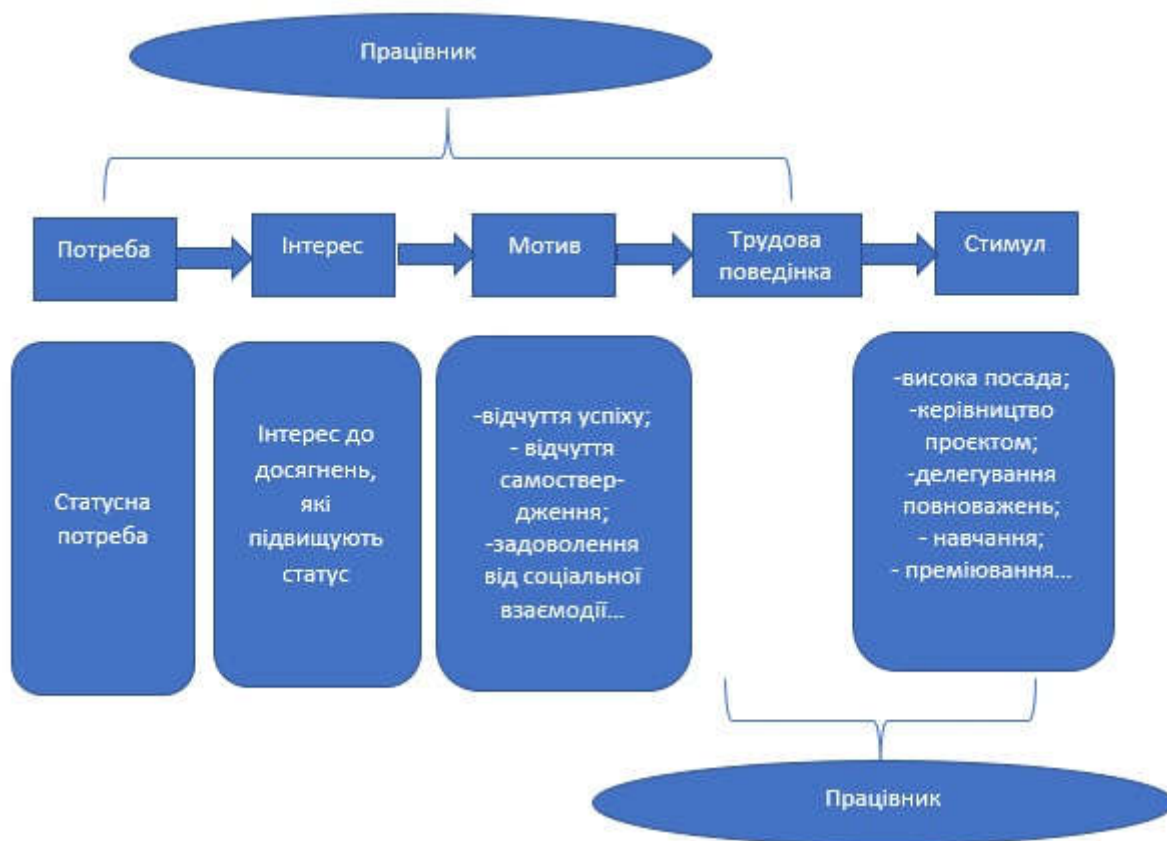 Працівник
Потреба
Інтерес
Мотив
Трудова
поведінка
Стимул
Статусна
потреба
Інтерес до
досягнень,
які
підвищують
статус
-відчуття успіху;
- відчуття
самоствер-
дження;
-задоволення
від соціальної
взаємодії...
-висока посада;
-керівництво
проєктом;
-делегування
повноважень;
- навчання;
- преміювання...
Працівник